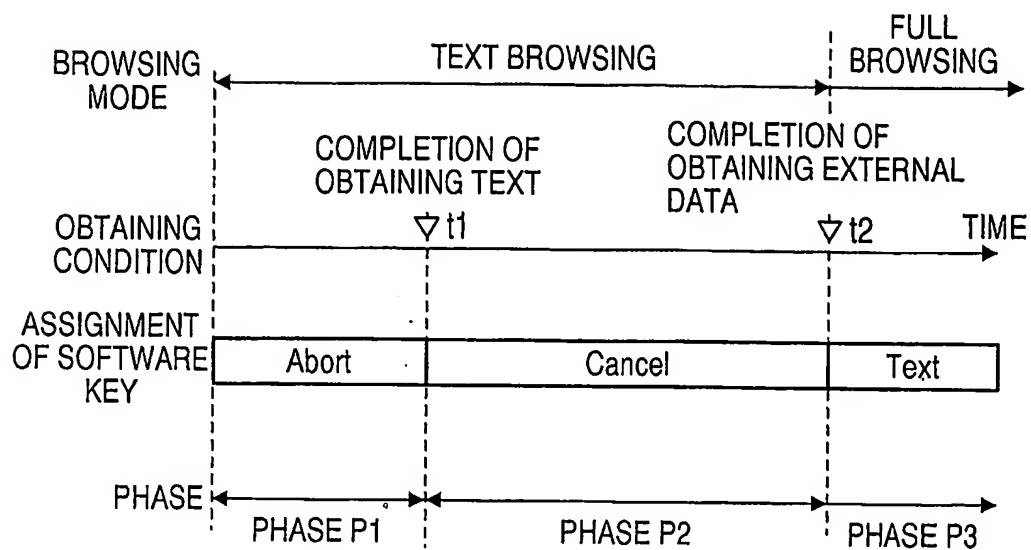 FULL
BROWSING
TEXT BROWSING
BROWSING
MODE
COMPLETION OF
OBTAINING TEXT
COMPLETION OF
OBTAINING EXTERNAL
DATA
OBTAINING
CONDITION
t1
t2
TIME
ASSIGNMENT
OF SOFTWARE
KEY
Abort
Cancel
Text
PHASE
PHASE P1
PHASE P2
PHASE P3